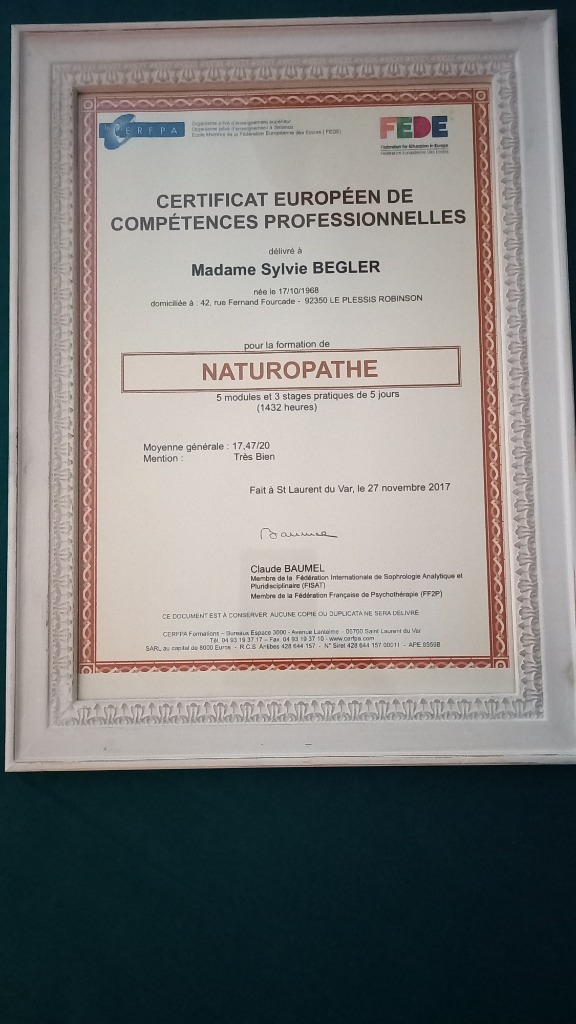 CERFPA
Organisme privé d'enseignement supérieur
Organisme privé d'enseignement à distance
Ecole Membre de la Fédération Européenne des Ecoles ( FEDE)
FEDE
Federation for EDucation in Europe
Fédération Européenne des Ecoles
CERTIFICAT EUROPÉEN DE
COMPÉTENCES PROFESSIONNELLES
délivré à
Madame Sylvie BEGLER
née le 17/10/1968
domiciliée à : 42, rue Fernand Fourcade - 92350 LE PLESSIS ROBINSON
pour la formation de
NATUROPATHE
5 modules et 3 stages pratiques de 5 jours
(1432 heures)
Moyenne générale : 17,47/20
Mention : Très Bien
Fait à St Laurent du Var, le 27 novembre 2017
Baumel
Claude BAUMEL
Membre de la Fédération Internationale de Sophrologie Analytique et
Pluridisciplinaire (FISAT)
Membre de la Fédération Française de Psychothérapie (FF2P)
CE DOCUMENT EST À CONSERVER. AUCUNE COPIE OU DUPLICATA NE SERA DÉLIVRÉ
CERFPA Formations – Bureaux Espace 3000 - Avenue Lantelme - 06700 Saint Laurent du Var
Tél. 04 93 19 37 17 – Fax. 04 93 19 37 10 - www.cerfpa.com
SARL au capital de 8000 Euros - R.C.S. Antibes 428 644 157 - N° Siret 428 644 157 00011 - APE 8559B